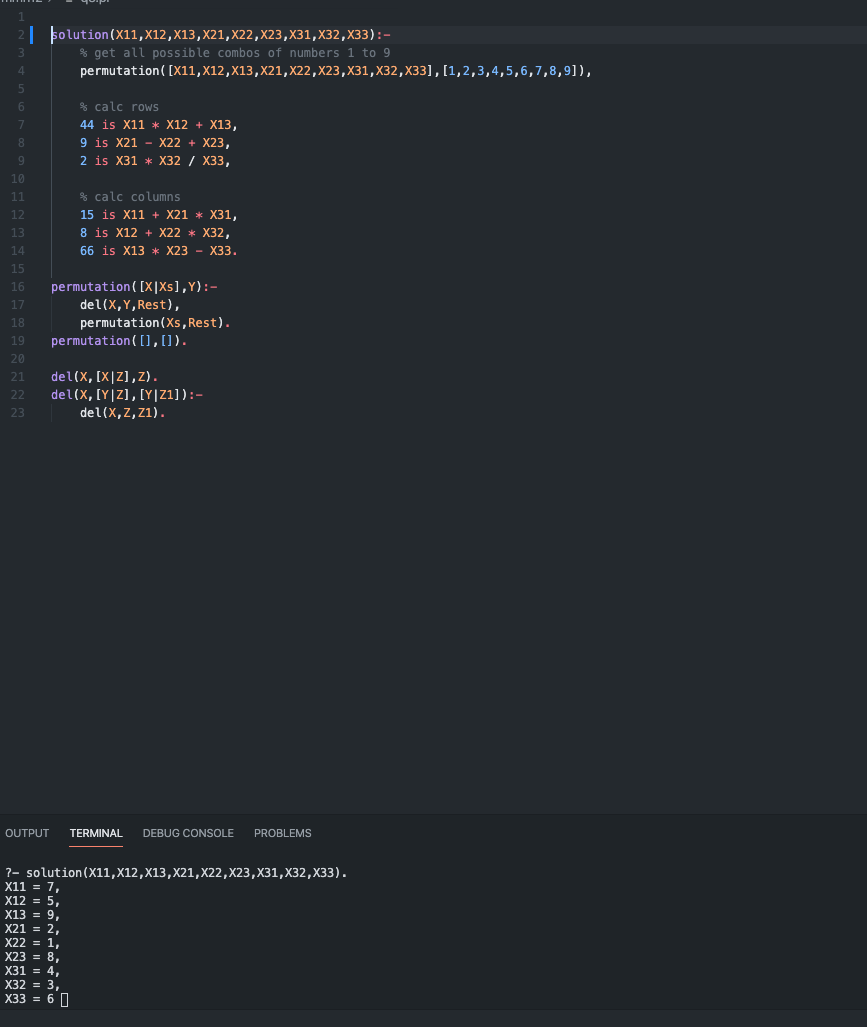 1
2 solution(X11,X12,X13,X21,X22,X23,X31,X32,X33):-
3 % get all possible combos of numbers 1 to 9
4 permutation([X11,X12,X13,X21,X22,X23,X31,X32,X33],[1,2,3,4,5,6,7,8,9]),
5
6 % calc rows
7 44 is X11 * X12 + X13,
8 9 is X21 - X22 + X23,
9 2 is X31 * X32 / X33,
10
11 % calc columns
12 15 is X11 + X21 * X31,
13 8 is X12 + X22 * X32,
14 66 is X13 * X23 - X33.
15
16 permutation([X|Xs],Y):-
17 del(X,Y,Rest),
18 permutation(Xs,Rest).
19 permutation([],[]).
20
21 del(X,[X|Z],Z).
22 del(X,[Y|Z],[Y|Z1]):-
23 del(X,Z,Z1).
OUTPUT TERMINAL DEBUG CONSOLE PROBLEMS
?- solution(X11,X12,X13,X21,X22,X23,X31,X32,X33).
X11 = 7,
X12 = 5,
X13 = 9,
X21 = 2,
X22 = 1,
X23 = 8,
X31 = 4,
X32 = 3,
X33 = 6